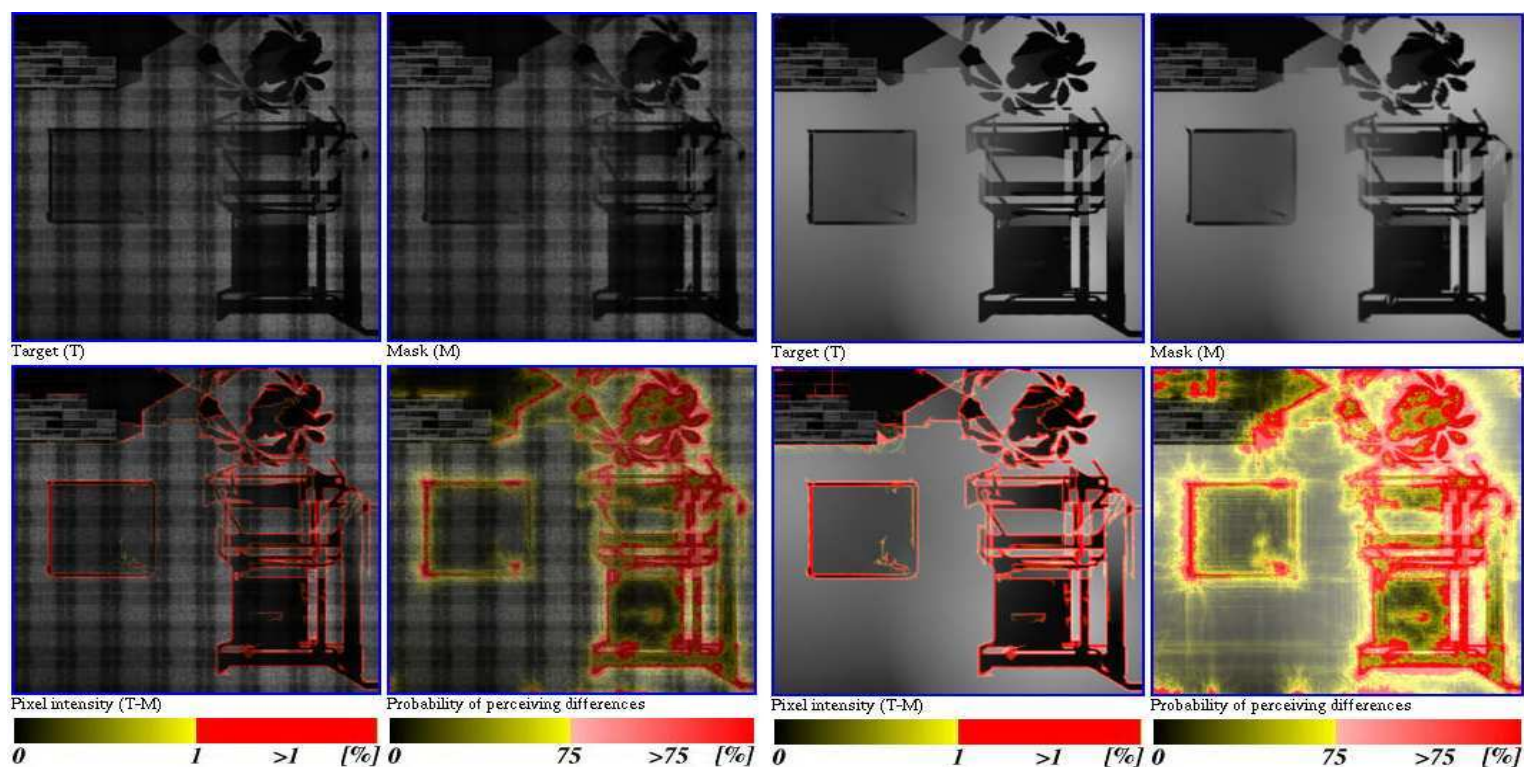 Target (T)
Mask (M)
Target (T)
Mask (M)
Pixel intensity (T-M)
Probability of perceiving differences
Pixel intensity (T-M)
Probability of perceiving differences
0 1 >1 [%]
0 75 >75 [%]
0 1 >1 [%]
0 75 >75 [%]